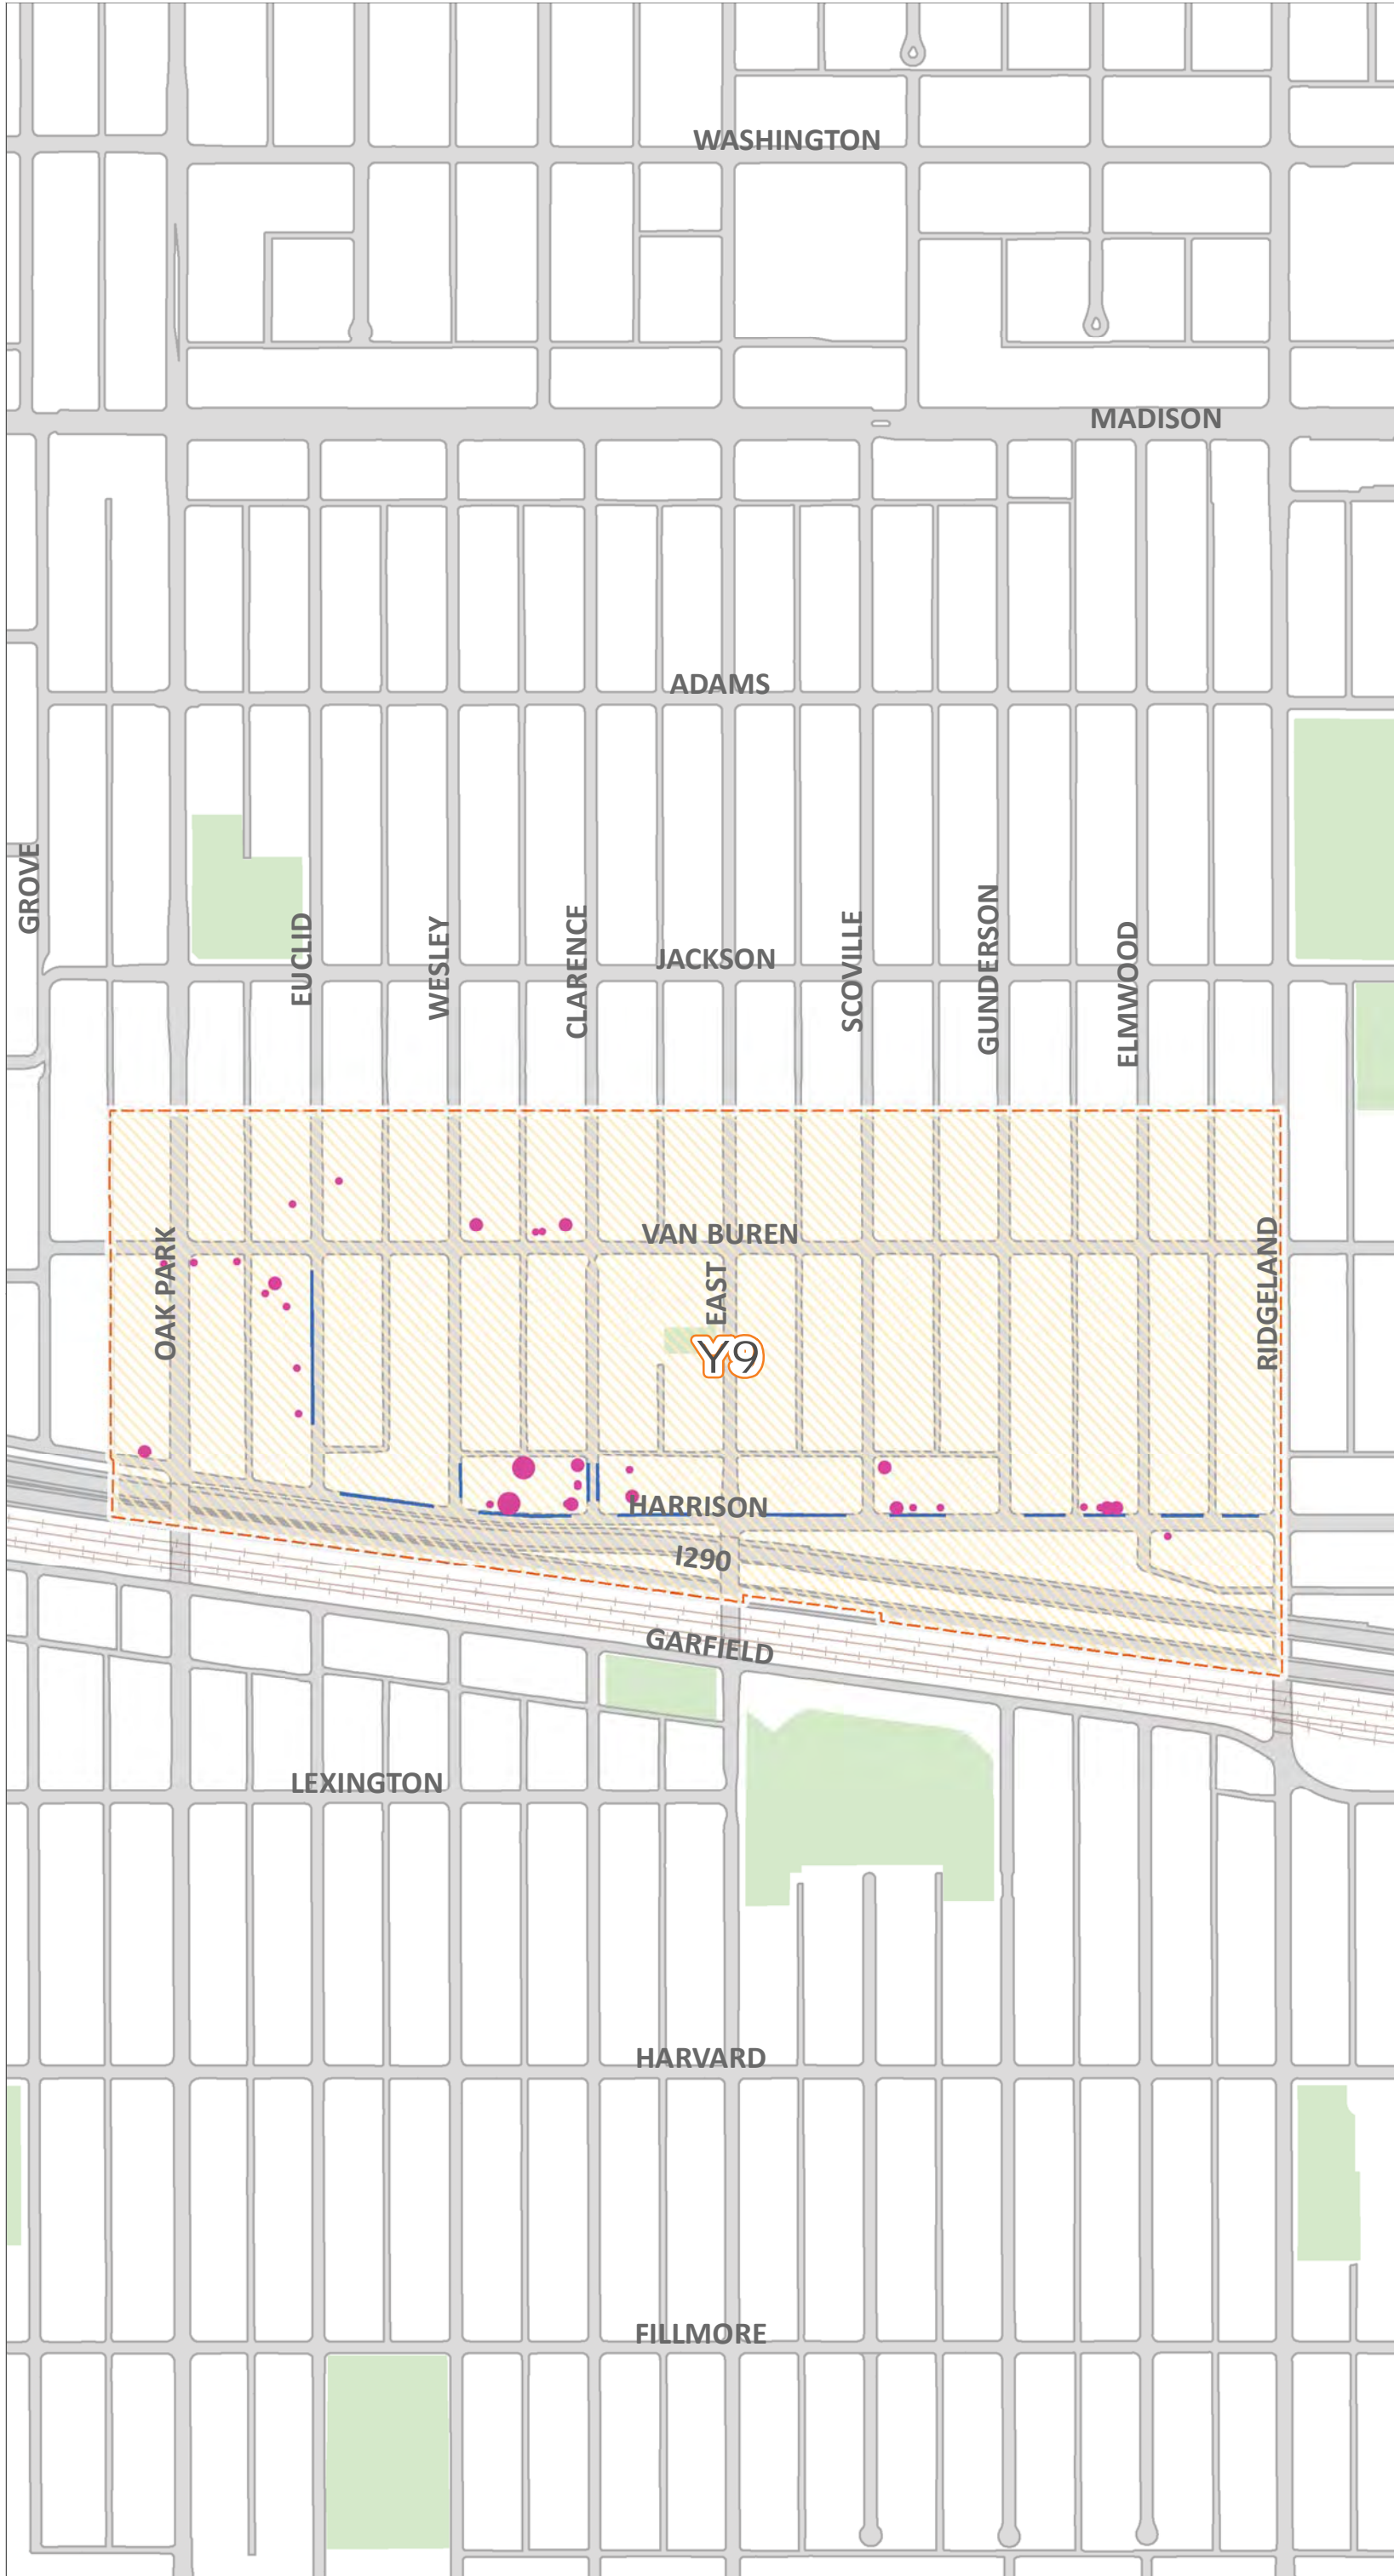 WASHINGTON
MADISON
ADAMS
GROVE
EUCLID
WESLEY
CLARENCE
JACKSON
SCOVILLE
GUNDERSON
ELMWOOD
OAK PARK
VAN BUREN
EAST
RIDGELAND
Y9
HARRISON
I290
GARFIELD
LEXINGTON
HARVARD
FILLMORE